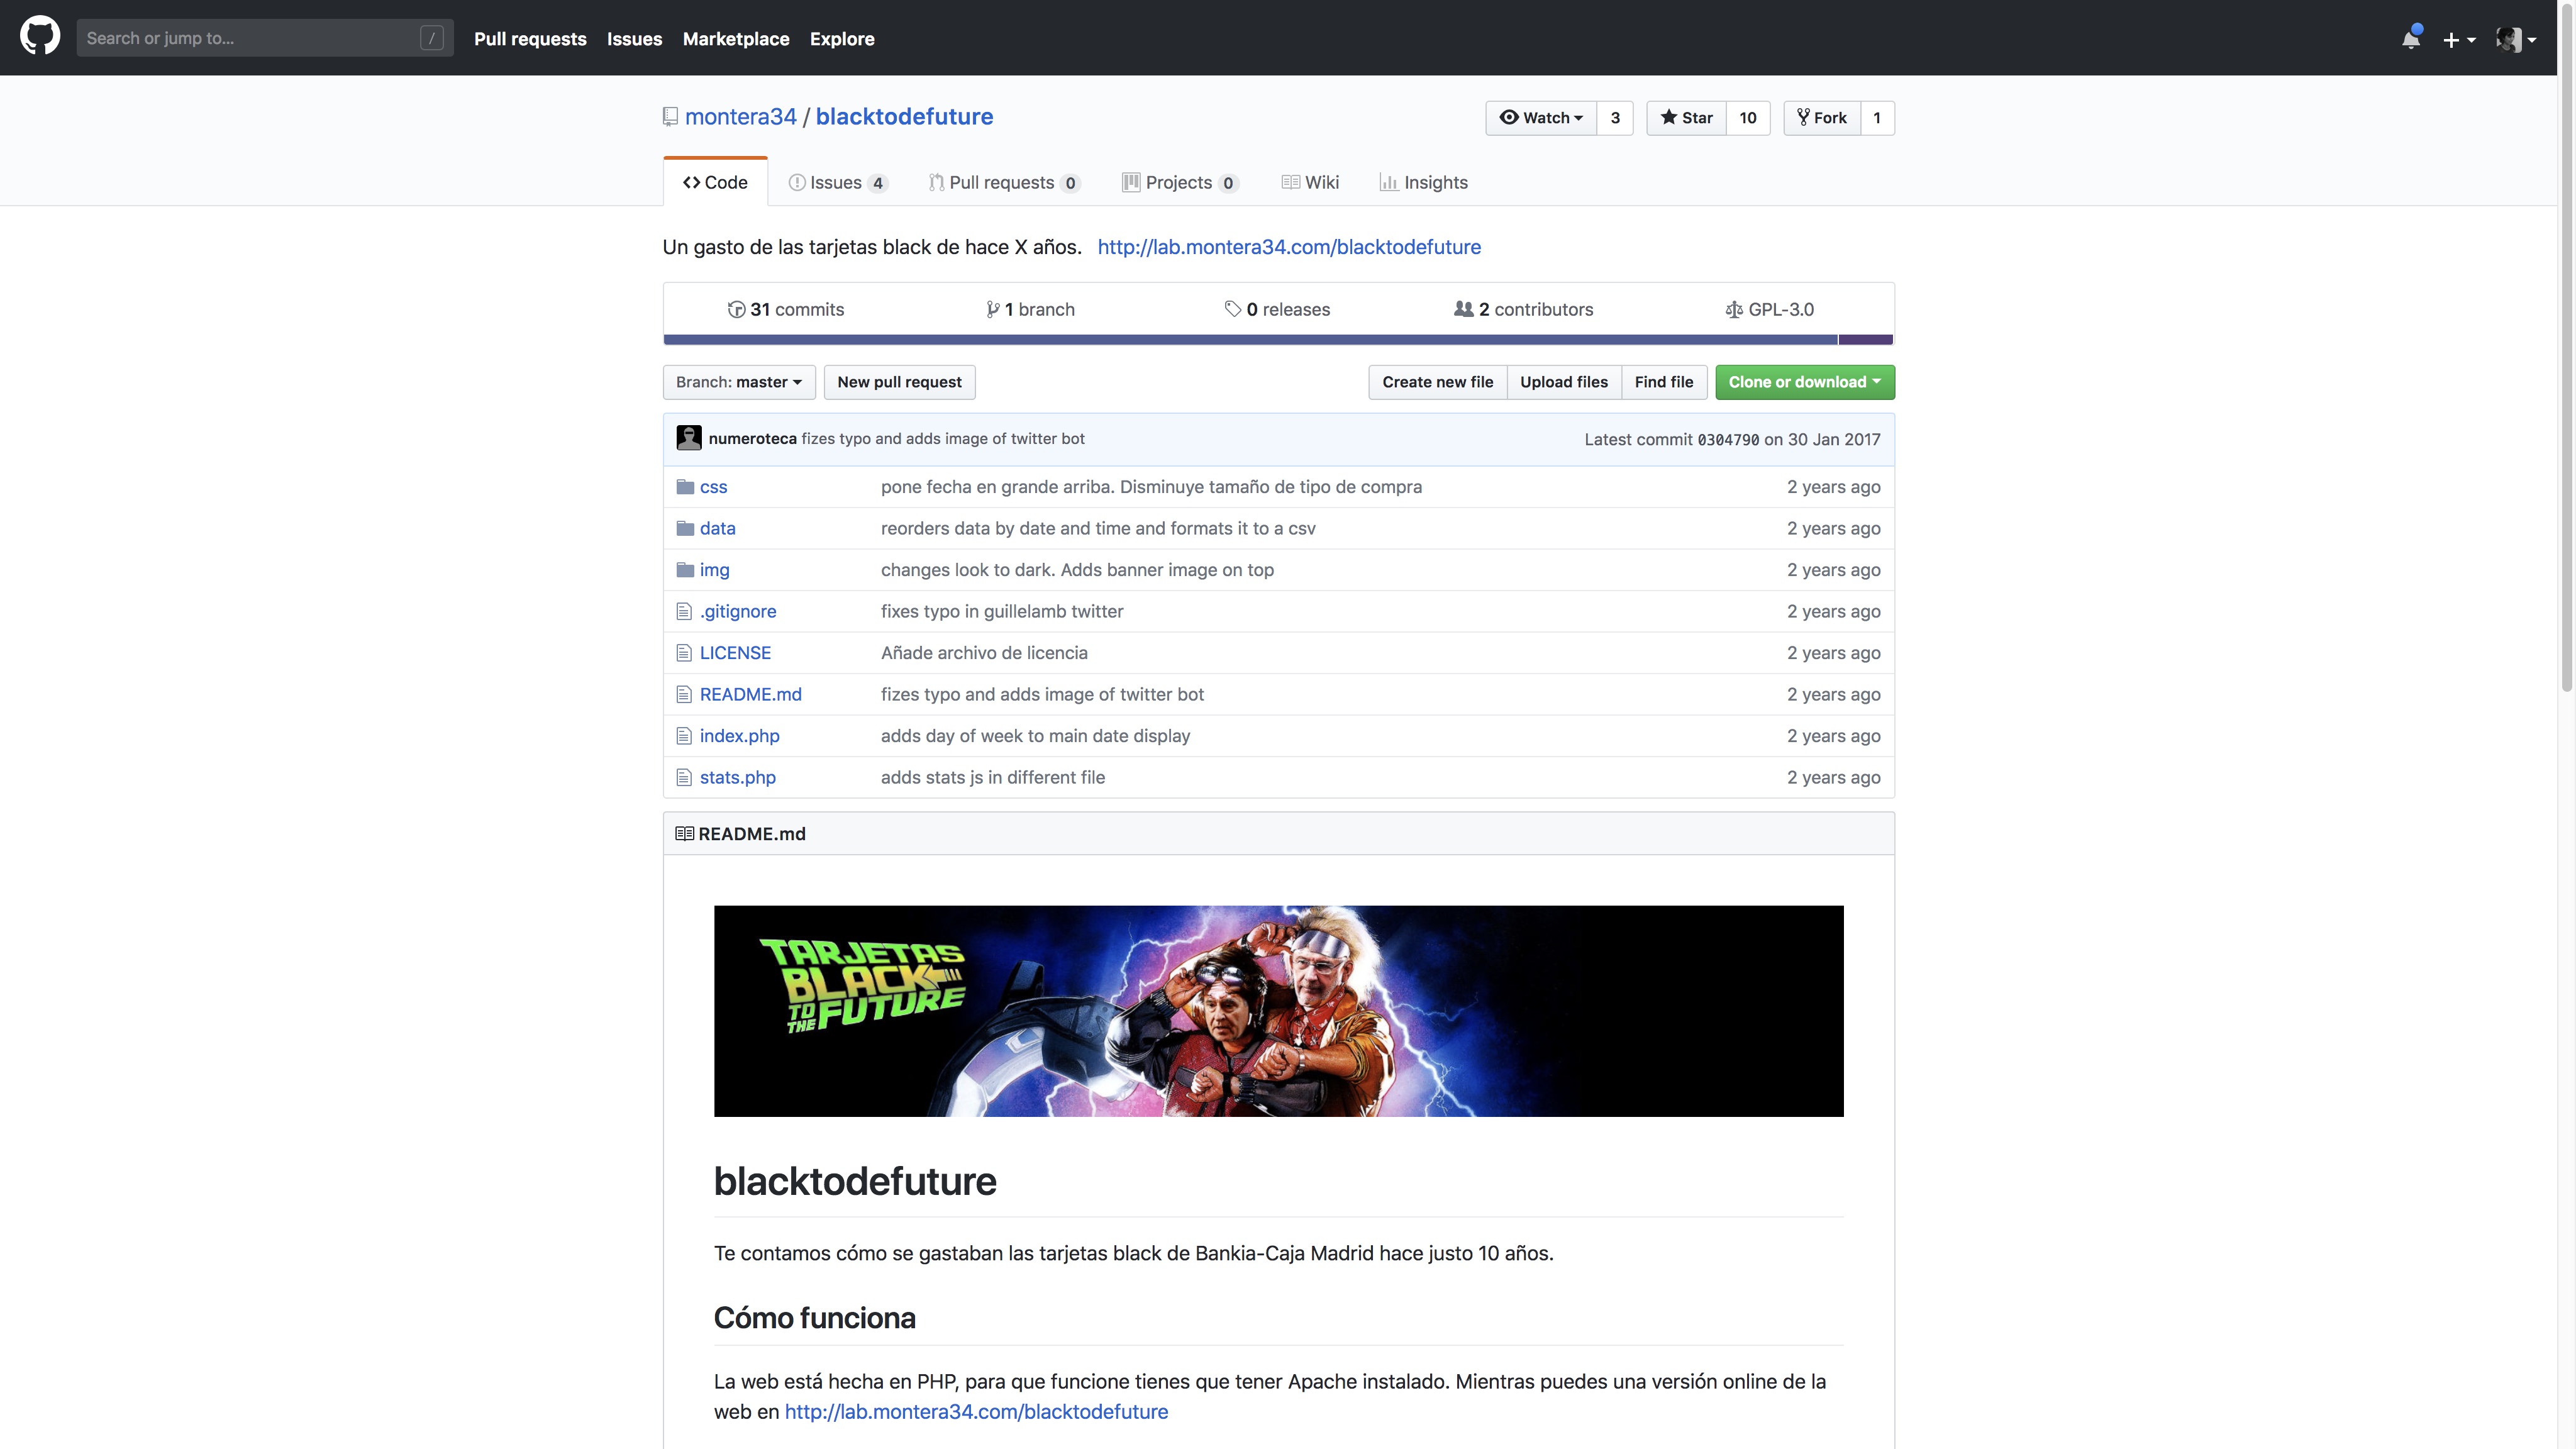 Search or jump to... /
Pull requests Issues Marketplace Explore
montera34 / blacktodefuture
Watch 3 Star 10 Fork 1
Code Issues 4 Pull requests 0 Projects 0 Wiki Insights
Un gasto de las tarjetas black de hace X años. http://lab.montera34.com/blacktodefuture
31 commits 1 branch 0 releases 2 contributors GPL-3.0
Branch: master New pull request Create new file Upload files Find file Clone or download
numeroteca fizes typo and adds image of twitter bot Latest commit 0304790 on 30 Jan 2017
css pone fecha en grande arriba. Disminuye tamaño de tipo de compra 2 years ago
data reorders data by date and time and formats it to a csv 2 years ago
img changes look to dark. Adds banner image on top 2 years ago
.gitignore fixes typo in guillelamb twitter 2 years ago
LICENSE Añade archivo de licencia 2 years ago
README.md fizes typo and adds image of twitter bot 2 years ago
index.php adds day of week to main date display 2 years ago
stats.php adds stats js in different file 2 years ago
README.md
TARJETAS
BLACK
TO THE FUTURE
blacktodefuture
Te contamos cómo se gastaban las tarjetas black de Bankia-Caja Madrid hace justo 10 años.
Cómo funciona
La web está hecha en PHP, para que funcione tienes que tener Apache instalado. Mientras puedes una versión online de la
web en http://lab.montera34.com/blacktodefuture